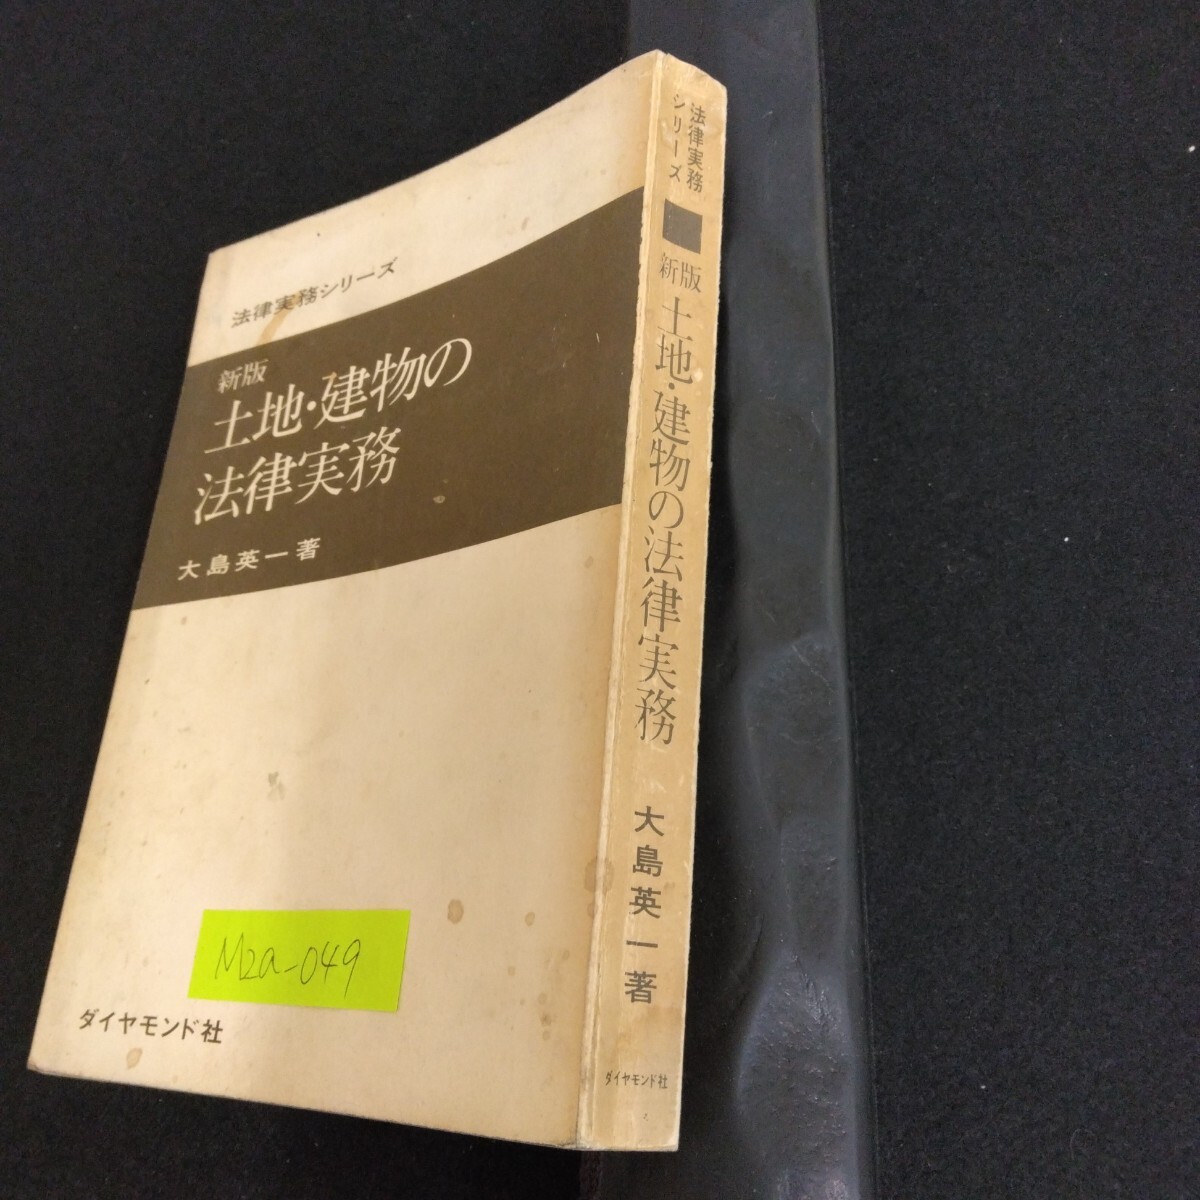 法律実務シリーズ
新版
土地・建物の
法律実務
大島英一著
M2a-049
ダイヤモンド社
法律実務
シリーズ
新版
土地・建物の法律実務
大島英一著
ダイヤモンド社